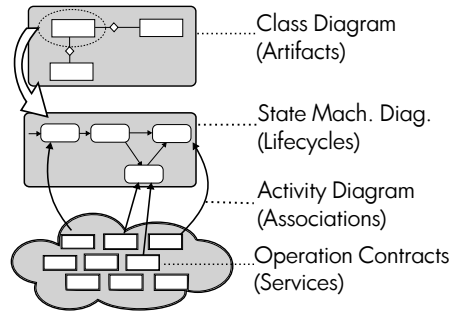 Class Diagram
(Artifacts)
State Mach. Diag.
(Lifecycles)
Activity Diagram
(Associations)
Operation Contracts
(Services)